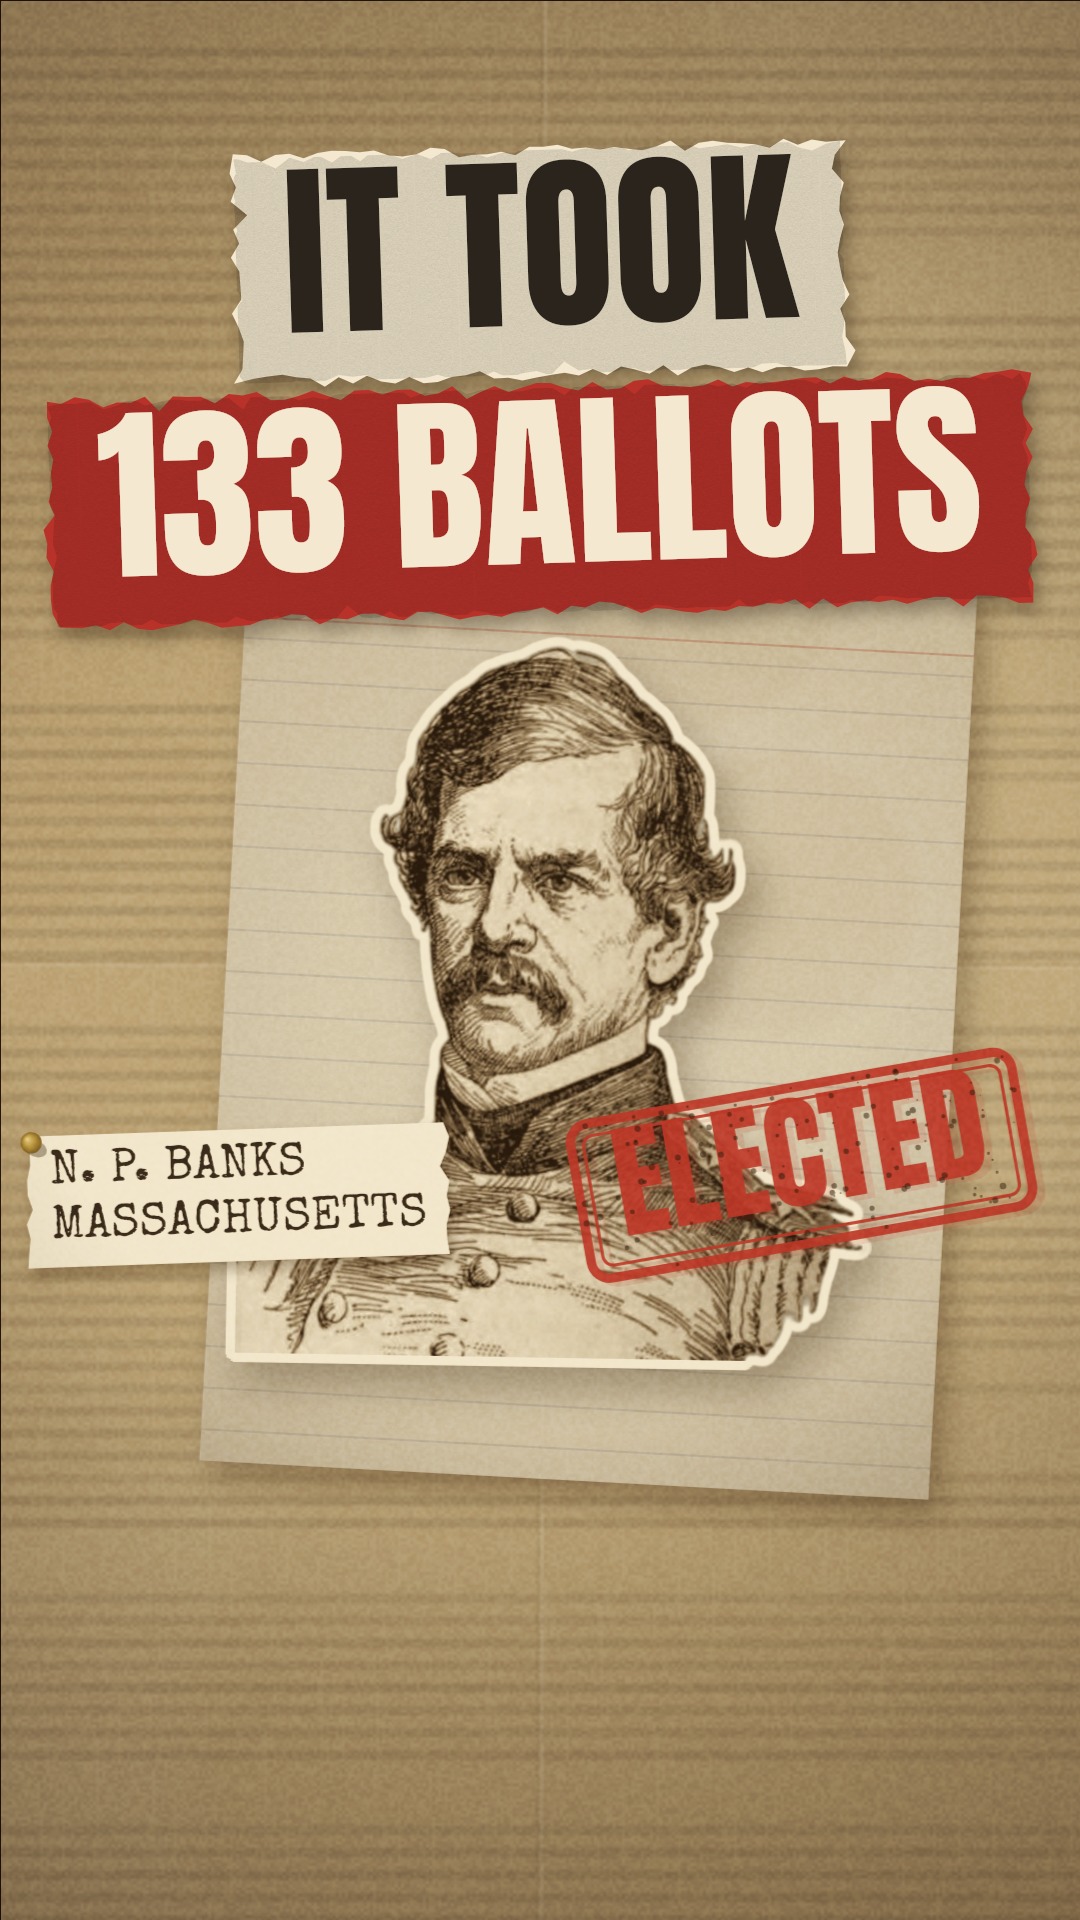 IT TOOK
133 BALLOTS
N. P. BANKS
MASSACHUSETTS
ELECTED